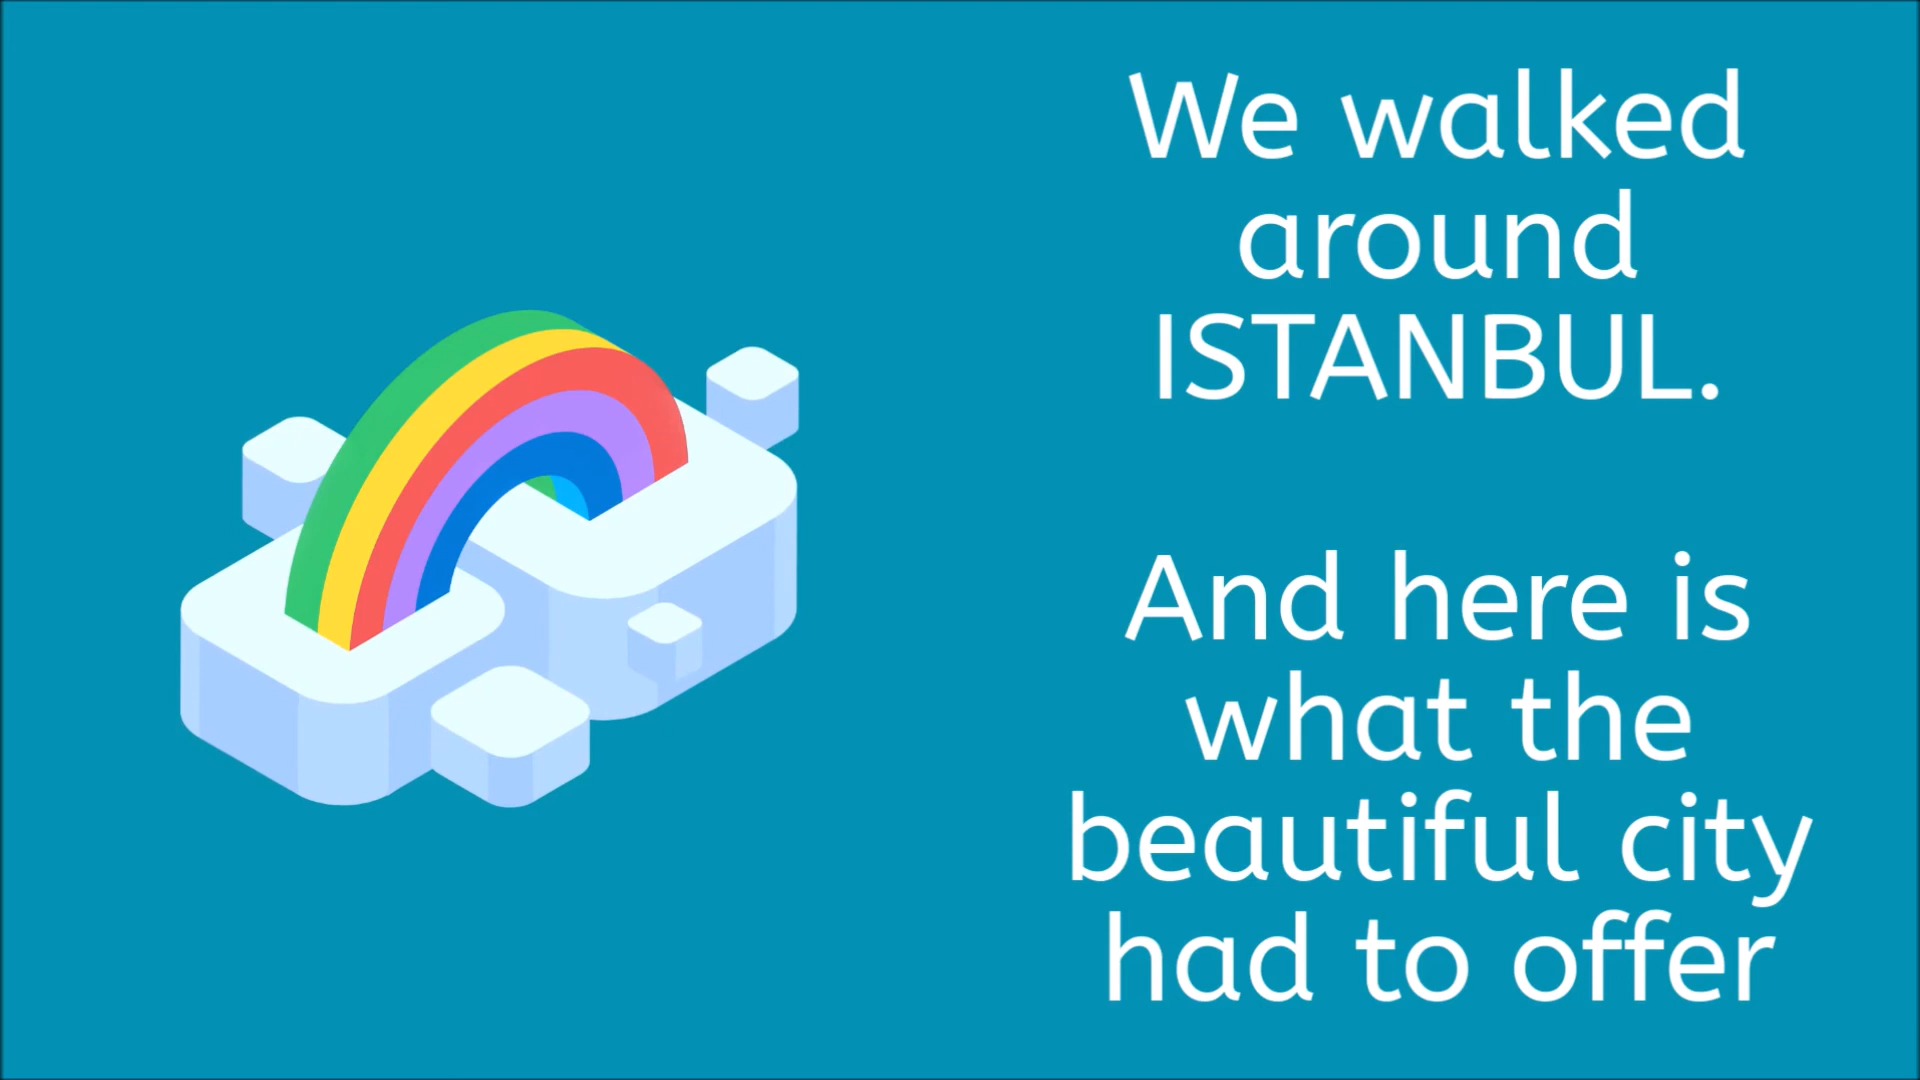 We walked
around
ISTANBUL.
And here is
what the
beautiful city
had to offer